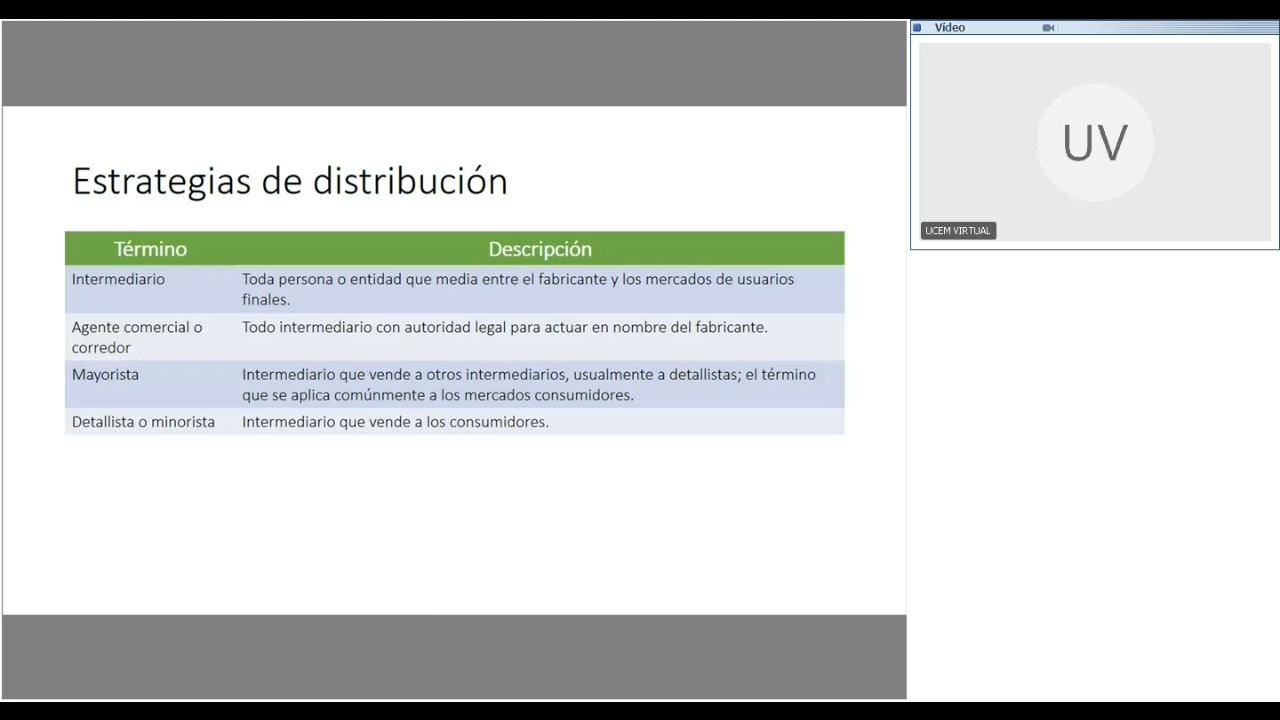 Vídeo
UV
UCEM VIRTUAL
Estrategias de distribución
Término Descripción
Intermediario Toda persona o entidad que media entre el fabricante y los mercados de usuarios
finales.
Agente comercial o Todo intermediario con autoridad legal para actuar en nombre del fabricante.
corredor
Mayorista Intermediario que vende a otros intermediarios, usualmente a detallistas; el término
que se aplica comúnmente a los mercados consumidores.
Detallista o minorista Intermediario que vende a los consumidores.